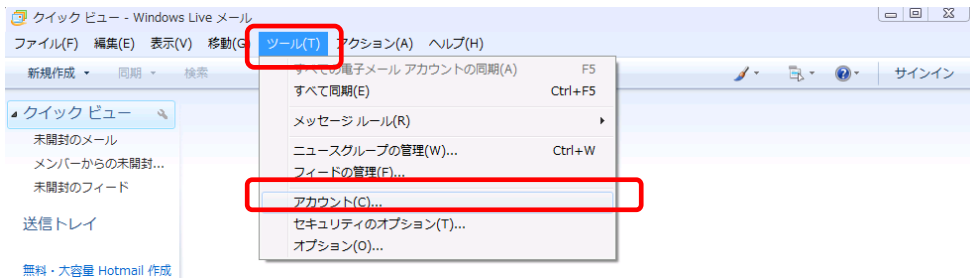 クイック ビュー - Windows Live メール
ファイル(F) 編集(E) 表示(V) 移動(G) ツール(T) アクション(A) ヘルプ(H)
新規作成 同期 検索 サインイン
すべての電子メール アカウントの同期(A) F5
すべて同期(E) Ctrl+F5
メッセージ ルール(R)
ニュースグループの管理(W)... Ctrl+W
フィードの管理(F)...
アカウント(C)...
セキュリティのオプション(T)...
オプション(O)...
クイック ビュー
未開封のメール
メンバーからの未開封...
未開封のフィード
送信トレイ
無料・大容量 Hotmail 作成